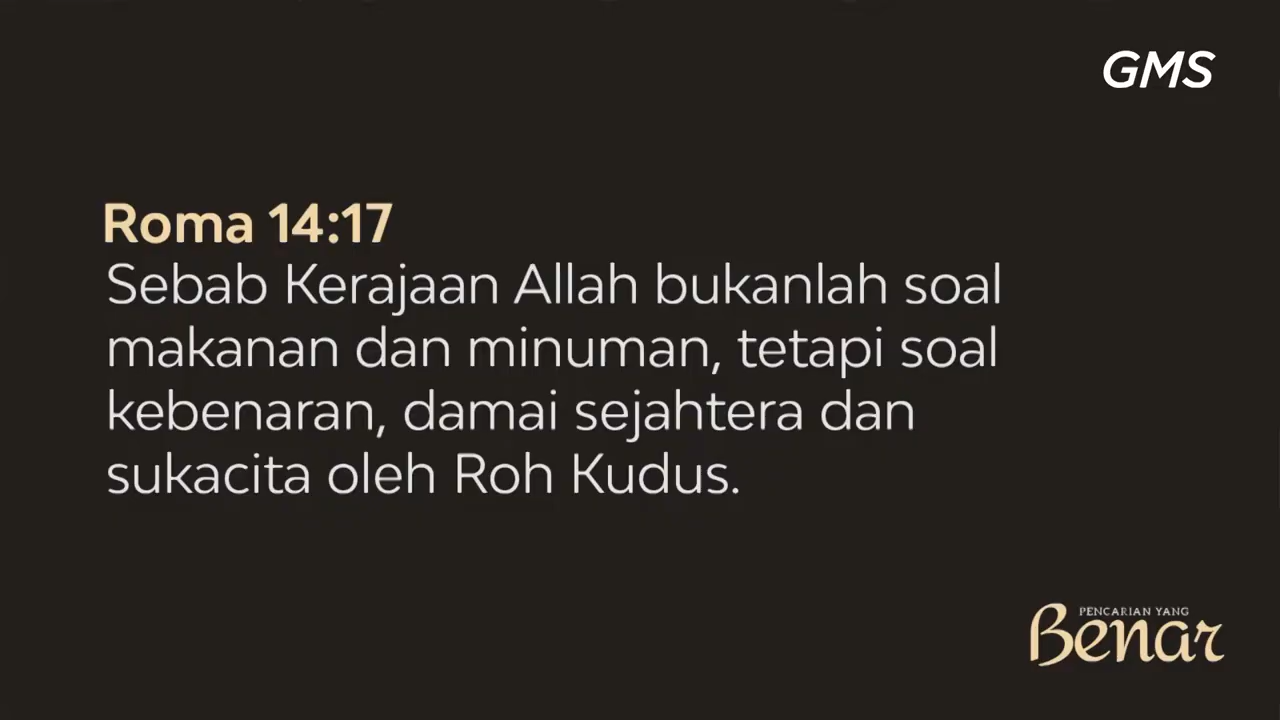 GMS
Roma 14:17
Sebab Kerajaan Allah bukanlah soal
makanan dan minuman, tetapi soal
kebenaran, damai sejahtera dan
sukacita oleh Roh Kudus.
PENCARIAN YANG
Benar